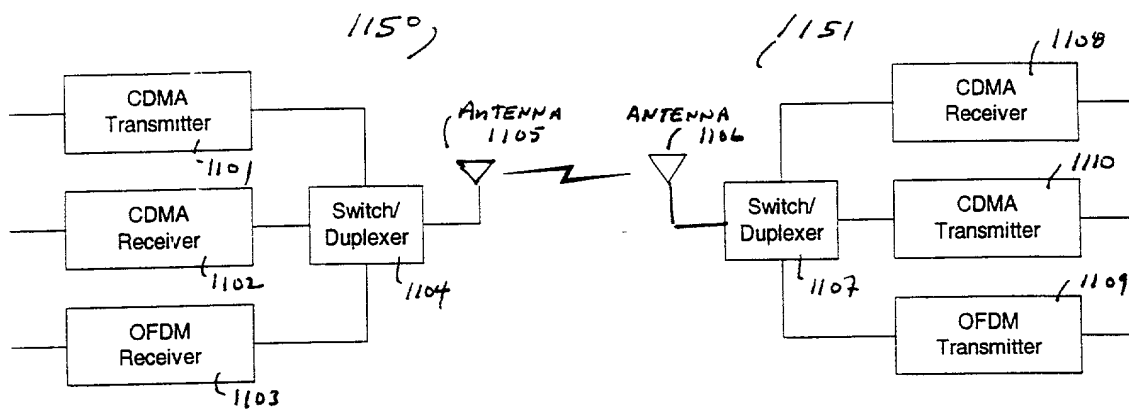 1150
1151
CDMA
Transmitter
1101
ANTENNA
1105
ANTENNA
1106
1108
CDMA
Receiver
CDMA
Receiver
1102
Switch/
Duplexer
1104
Switch/
Duplexer
1107
1110
CDMA
Transmitter
OFDM
Receiver
1103
1109
OFDM
Transmitter